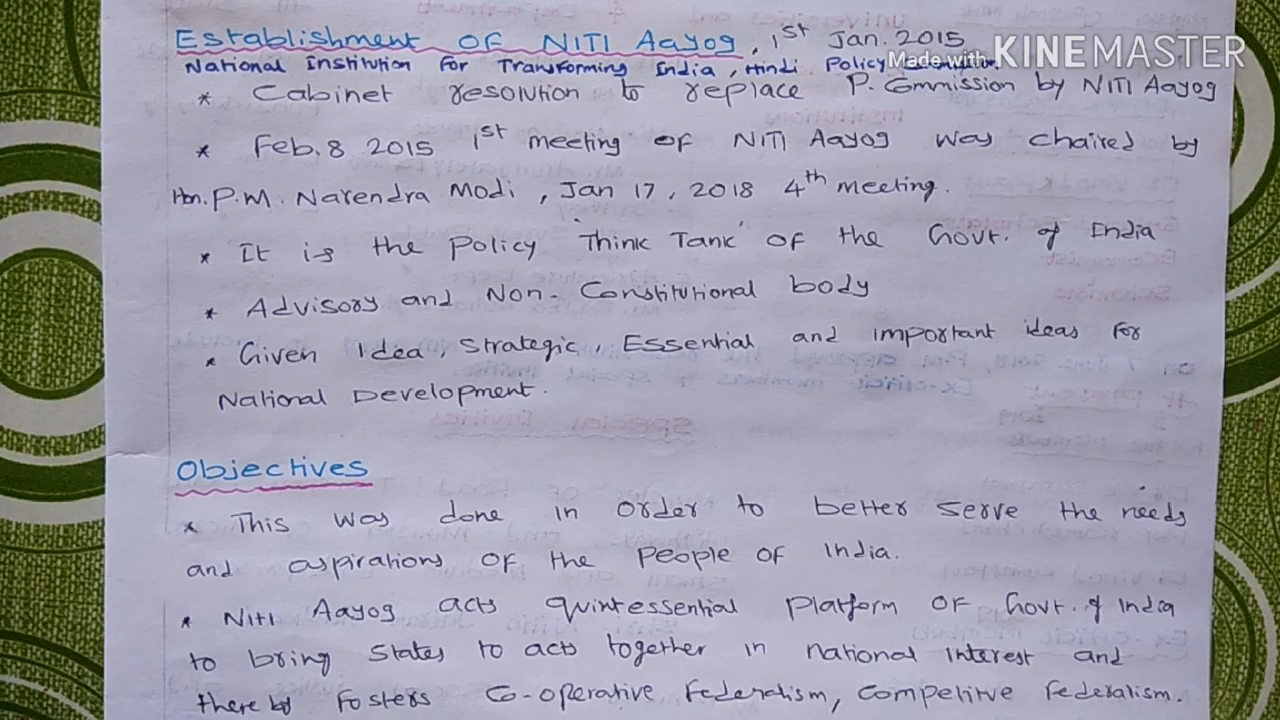 Establishment OF NITI Aayog, 1st Jan. 2015
Made with KINEMASTER
National Institution for Transforming India, Hindi Policy
* Cabinet resolution to replace P. Commission by NITI Aayog
* Feb. 8 2015 1st meeting of NITI Aayog was chaired by
Hon. P.M. Narendra Modi, Jan 17, 2018 4th meeting.
* It is the Policy 'Think Tank' of the Govt. of India
* Advisory and Non-Constitutional body
* Given Idea, Strategic, Essential and important ideas for
National Development.
Objectives
* This was done in order to better serve the needs
and aspirations of the People of India.
* Niti Aayog acts quintessential Platform of Govt. of India
to bring States to acts together in national interest and
there by Fosters Co-operative Federalism, Competitve Federalism.